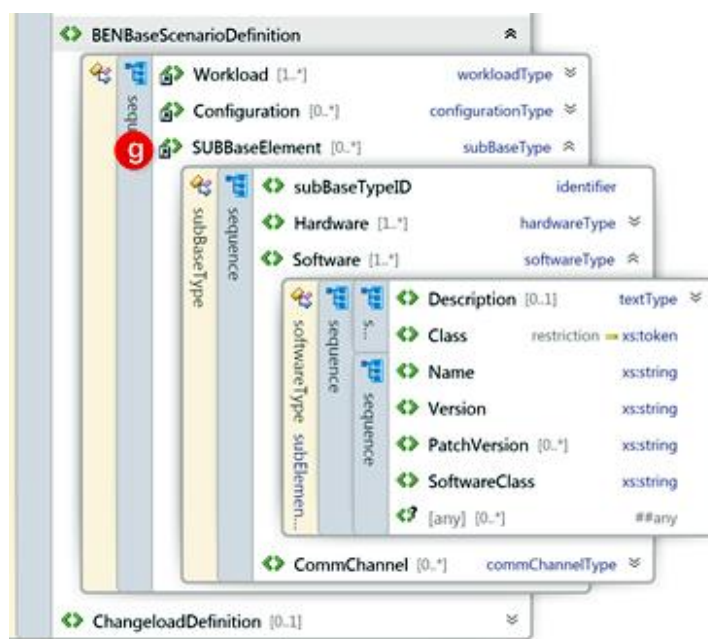 BENBaseScenarioDefinition
Workload [1..*] workloadType
sequ
Configuration [0..*] configurationType
g
SUBBaseElement [0..*] subBaseType
subBaseType
sequence
subBaseTypeID identifier
Hardware [1..*] hardwareType
Software [1..*] softwareType
softwareType subElemen...
sequence
s...
sequence
Description [0..1] textType
Class restriction xs:token
Name xs:string
Version xs:string
PatchVersion [0..*] xs:string
SoftwareClass xs:string
[any] [0..*] ##any
CommChannel [0..*] commChannelType
ChangeloadDefinition [0..1]